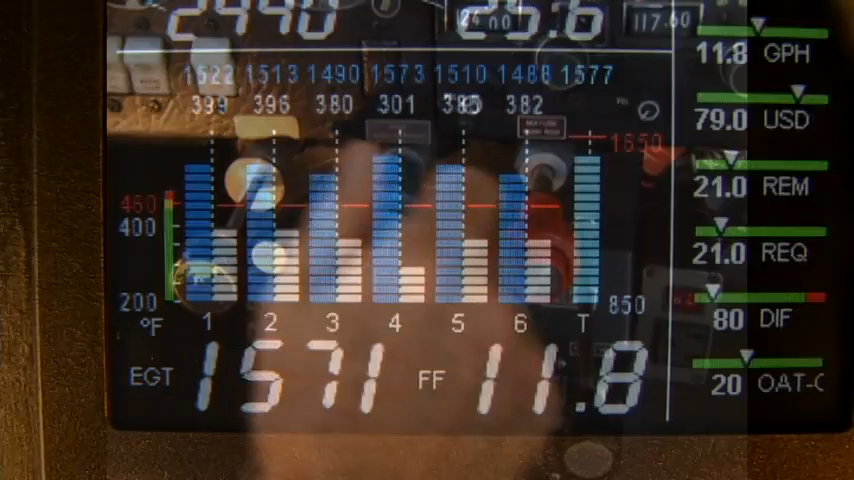 2440 25.6
24 00 117.60
11.8 GPH
1522 1513 1490 1573 1510 1488 1577
399 396 380 301 385 382
79.0 USD
1650
21.0 REM
460
400
21.0 REQ
200 850
80 DIF
°F 1 2 3 4 5 6 T
EGT 1571 FF 11.8
20 OAT-C